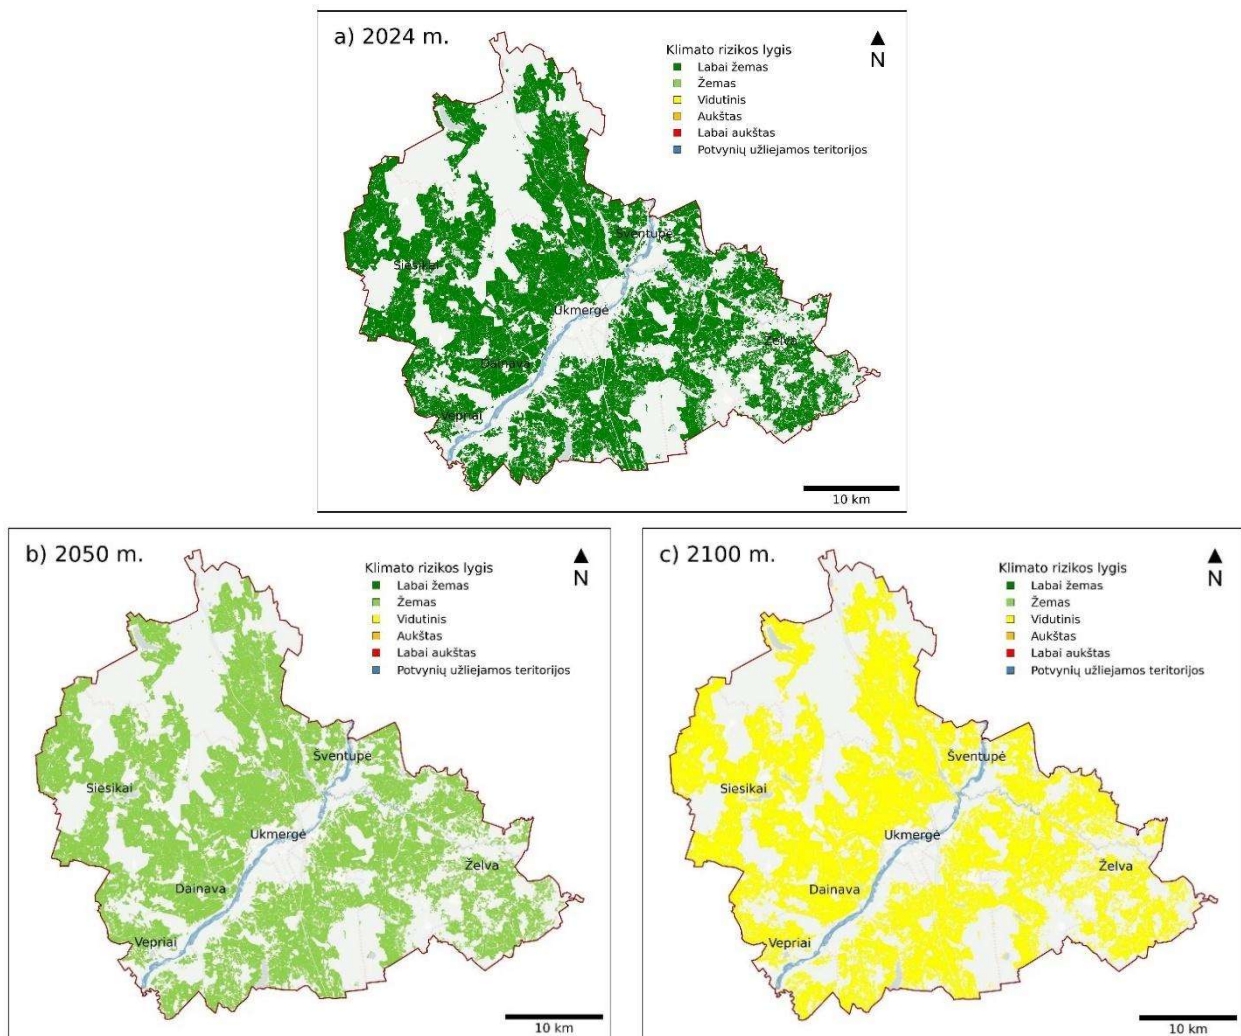 a) 2024 m.
N
Klimato rizikos lygis
Labai žemas
Žemas
Vidutinis
Aukštas
Labai aukštas
Potvynių užliejamos teritorijos
Šventupė
Siesikai
Ukmergė
Želva
Dainava
Vepriai
10 km
b) 2050 m.
N
Klimato rizikos lygis
Labai žemas
Žemas
Vidutinis
Aukštas
Labai aukštas
Potvynių užliejamos teritorijos
Šventupė
Siesikai
Ukmergė
Želva
Dainava
Vepriai
10 km
c) 2100 m.
N
Klimato rizikos lygis
Labai žemas
Žemas
Vidutinis
Aukštas
Labai aukštas
Potvynių užliejamos teritorijos
Šventupė
Siesikai
Ukmergė
Želva
Dainava
Vepriai
10 km